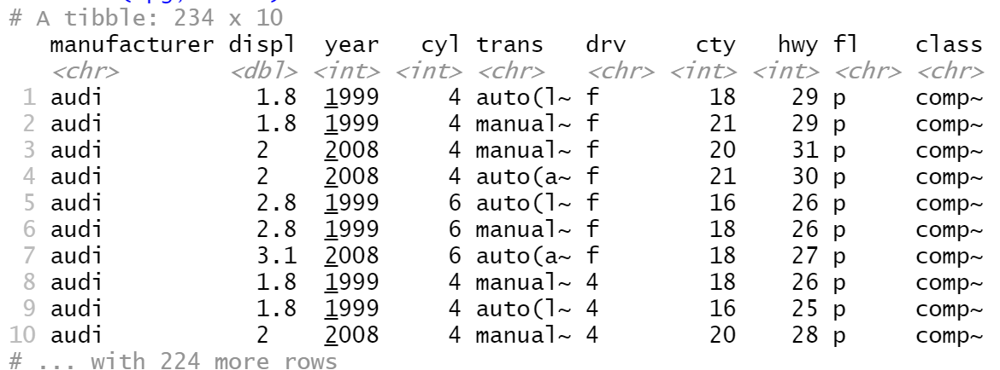 # A tibble: 234 x 10
manufacturer displ year cyl trans drv cty hwy fl class
<chr> <dbl> <int> <int> <chr> <chr> <int> <int> <chr> <chr>
1 audi 1.8 1999 4 auto(l~ f 18 29 p comp~
2 audi 1.8 1999 4 manual~ f 21 29 p comp~
3 audi 2 2008 4 manual~ f 20 31 p comp~
4 audi 2 2008 4 auto(a~ f 21 30 p comp~
5 audi 2.8 1999 6 auto(l~ f 16 26 p comp~
6 audi 2.8 1999 6 manual~ f 18 26 p comp~
7 audi 3.1 2008 6 auto(a~ f 18 27 p comp~
8 audi 1.8 1999 4 manual~ 4 18 26 p comp~
9 audi 1.8 1999 4 auto(l~ 4 16 25 p comp~
10 audi 2 2008 4 manual~ 4 20 28 p comp~
# ... with 224 more rows